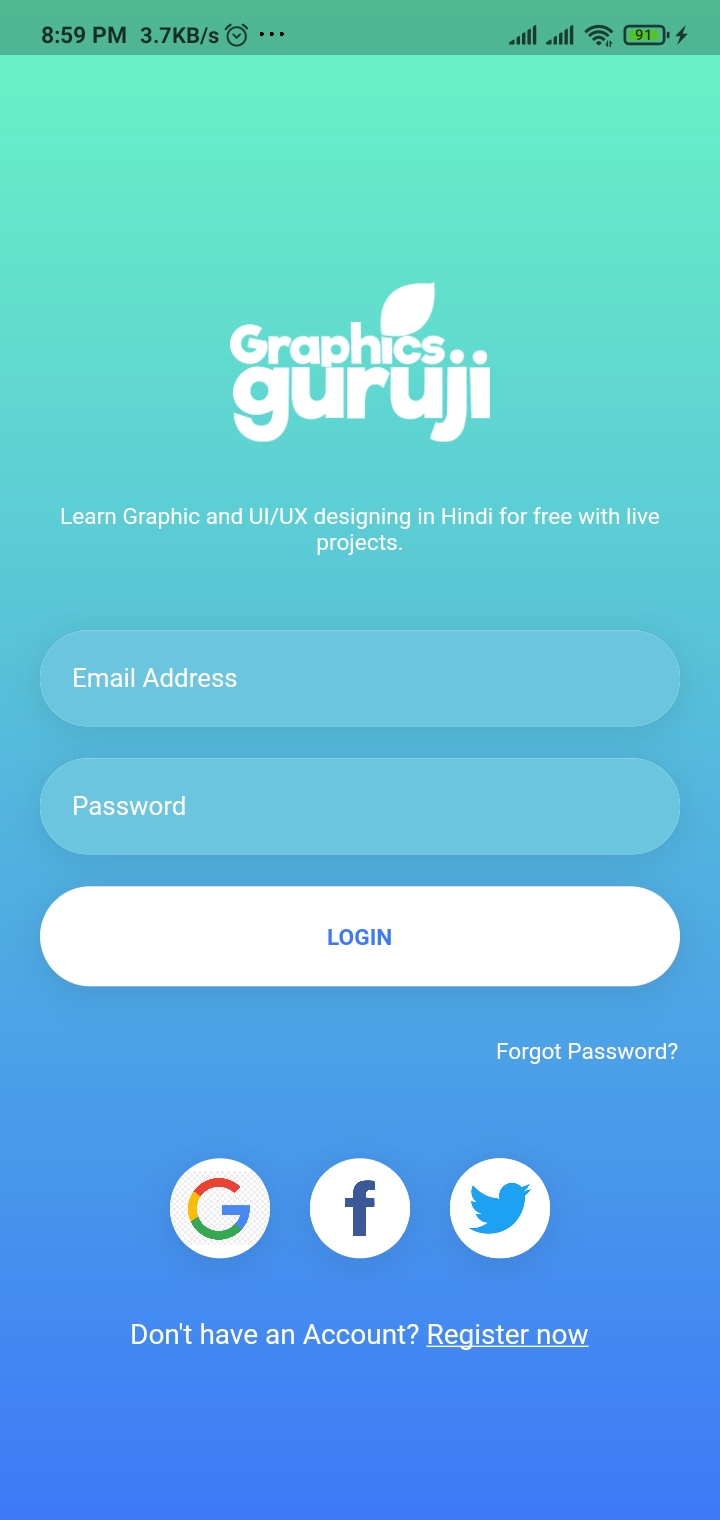 8:59 PM 3.7KB/s ... 91
Graphics
guruji
Learn Graphic and UI/UX designing in Hindi for free with live
projects.
Email Address
Password
LOGIN
Forgot Password?
Don't have an Account? Register now